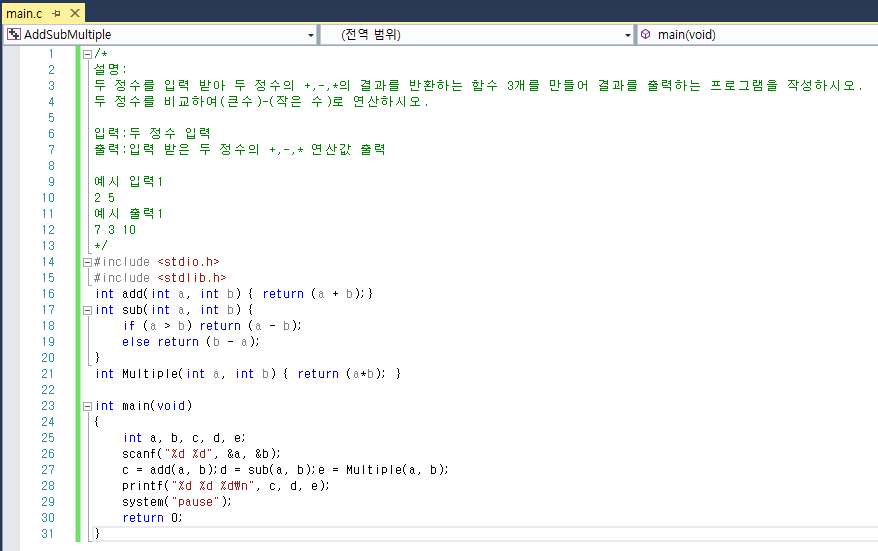 main.c
AddSubMultiple (전역 범위) main(void)
1 /*
2 설명:
3 두 정수를 입력 받아 두 정수의 +,-,*의 결과를 반환하는 함수 3개를 만들어 결과를 출력하는 프로그램을 작성하시오.
4 두 정수를 비교하여(큰수)-(작은 수)로 연산하시오.
5
6 입력:두 정수 입력
7 출력:입력 받은 두 정수의 +,-,* 연산값 출력
8
9 예시 입력1
10 2 5
11 예시 출력1
12 7 3 10
13 */
14 #include <stdio.h>
15 #include <stdlib.h>
16 int add(int a, int b) { return (a + b);}
17 int sub(int a, int b) {
18 if (a > b) return (a - b);
19 else return (b - a);
20 }
21 int Multiple(int a, int b) { return (a*b); }
22
23 int main(void)
24 {
25 int a, b, c, d, e;
26 scanf("%d %d", &a, &b);
27 c = add(a, b);d = sub(a, b);e = Multiple(a, b);
28 printf("%d %d %d₩n", c, d, e);
29 system("pause");
30 return 0;
31 }